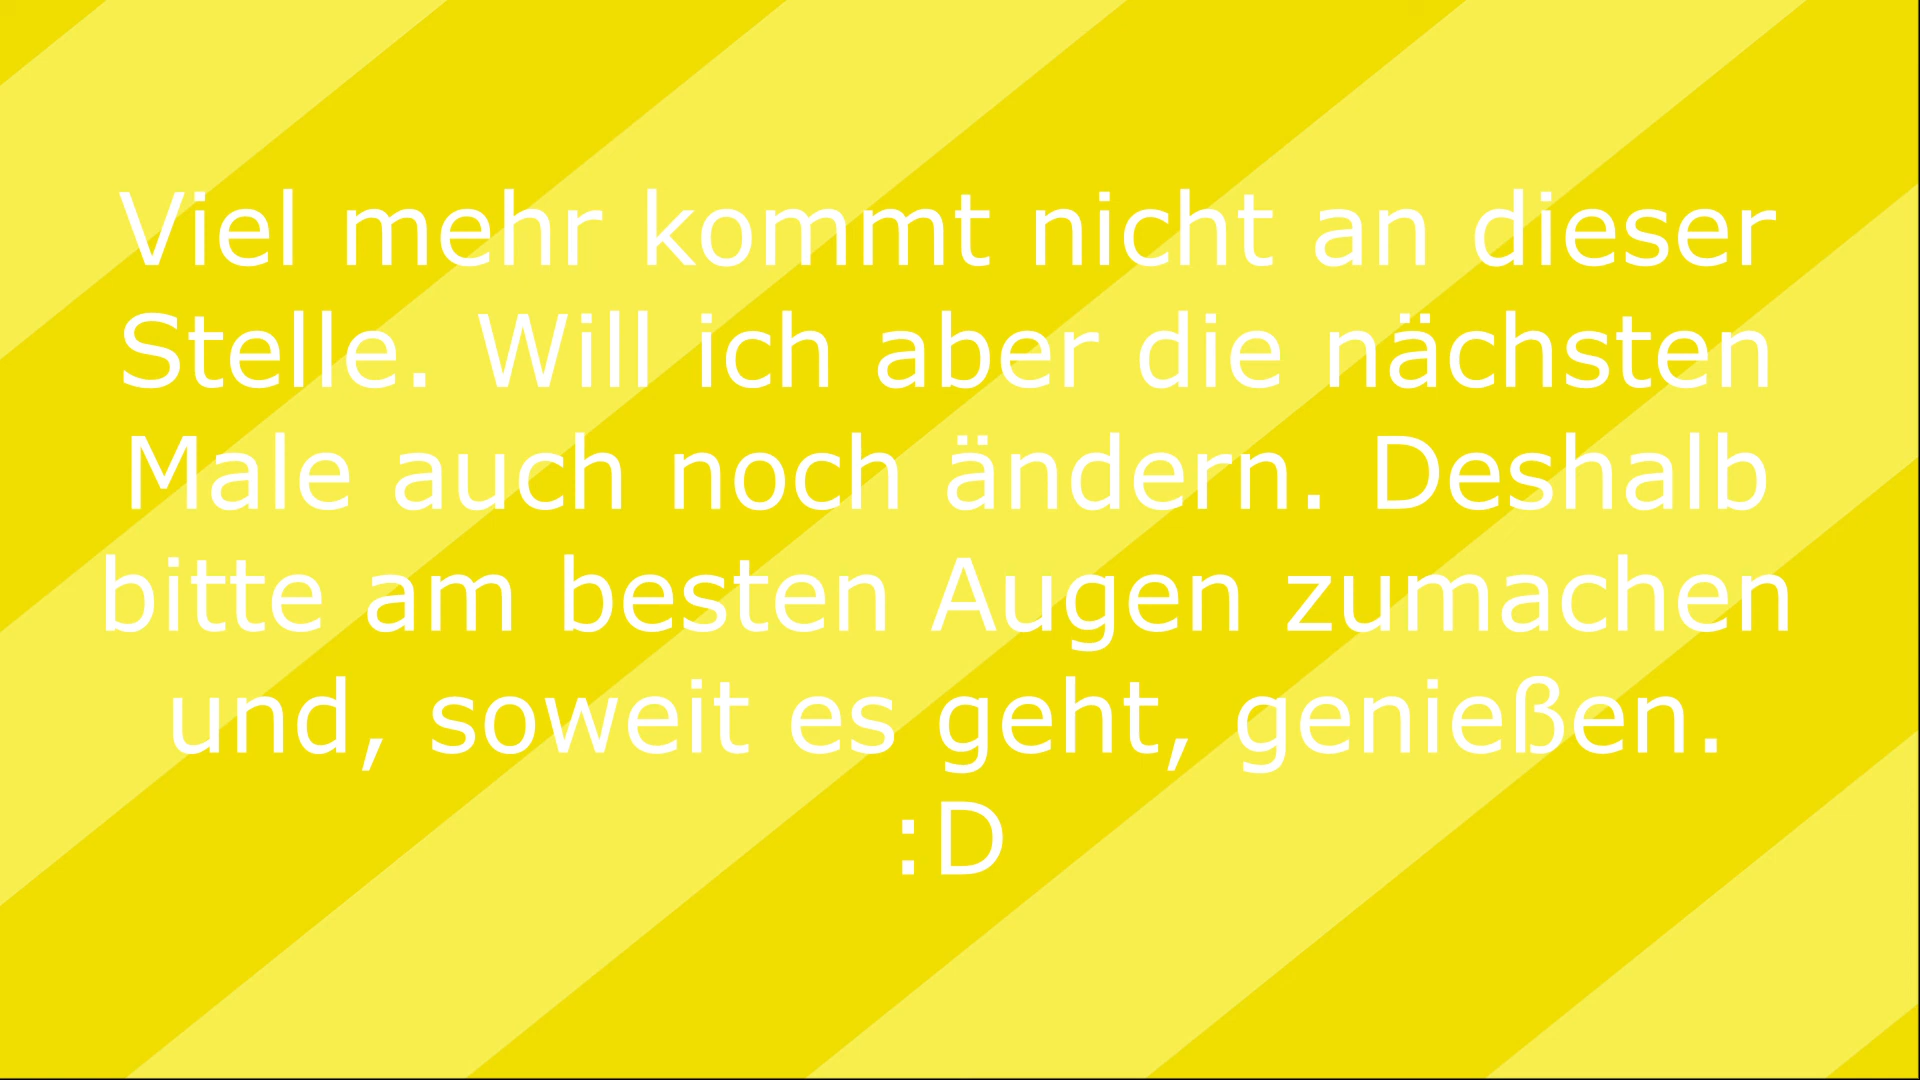 Viel mehr kommt nicht an dieser
Stelle. Will ich aber die nächsten
Male auch noch ändern. Deshalb
bitte am besten Augen zumachen
und, soweit es geht, genießen.
:D